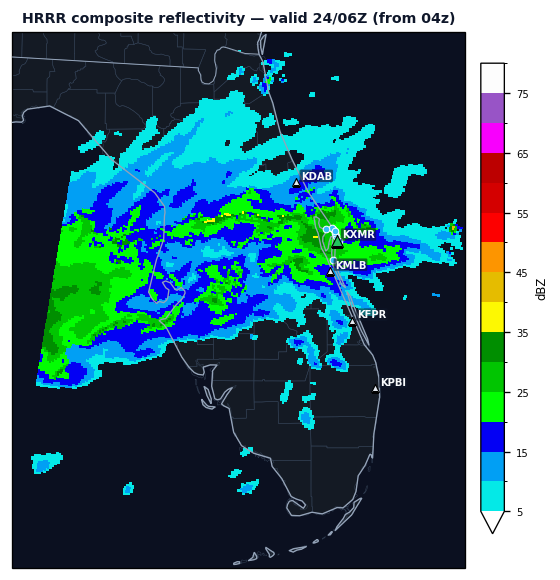 HRRR composite reflectivity — valid 24/06Z (from 04z)
KDAB
KXMR
KMLB
KFPR
KPBI
75
65
55
45
35
25
15
5
dBZ